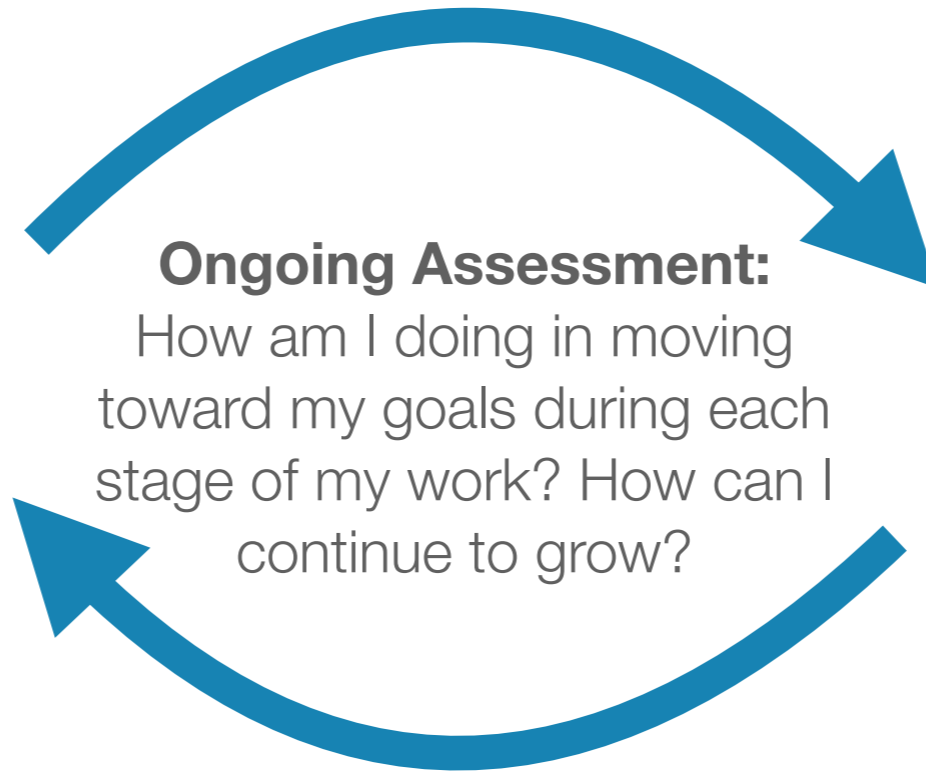 Ongoing Assessment:
How am I doing in moving
toward my goals during each
stage of my work? How can I
continue to grow?